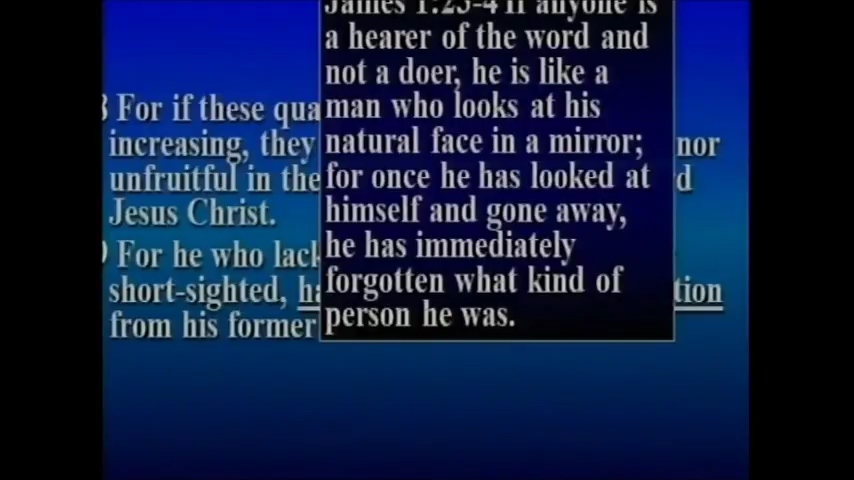 James 1:23-4 If anyone is
a hearer of the word and
not a doer, he is like a
man who looks at his
natural face in a mirror;
for once he has looked at
himself and gone away,
he has immediately
forgotten what kind of
person he was.
8 For if these qua
increasing, they nor
unfruitful in the d
Jesus Christ.
For he who lack
short-sighted, ha tion
from his former